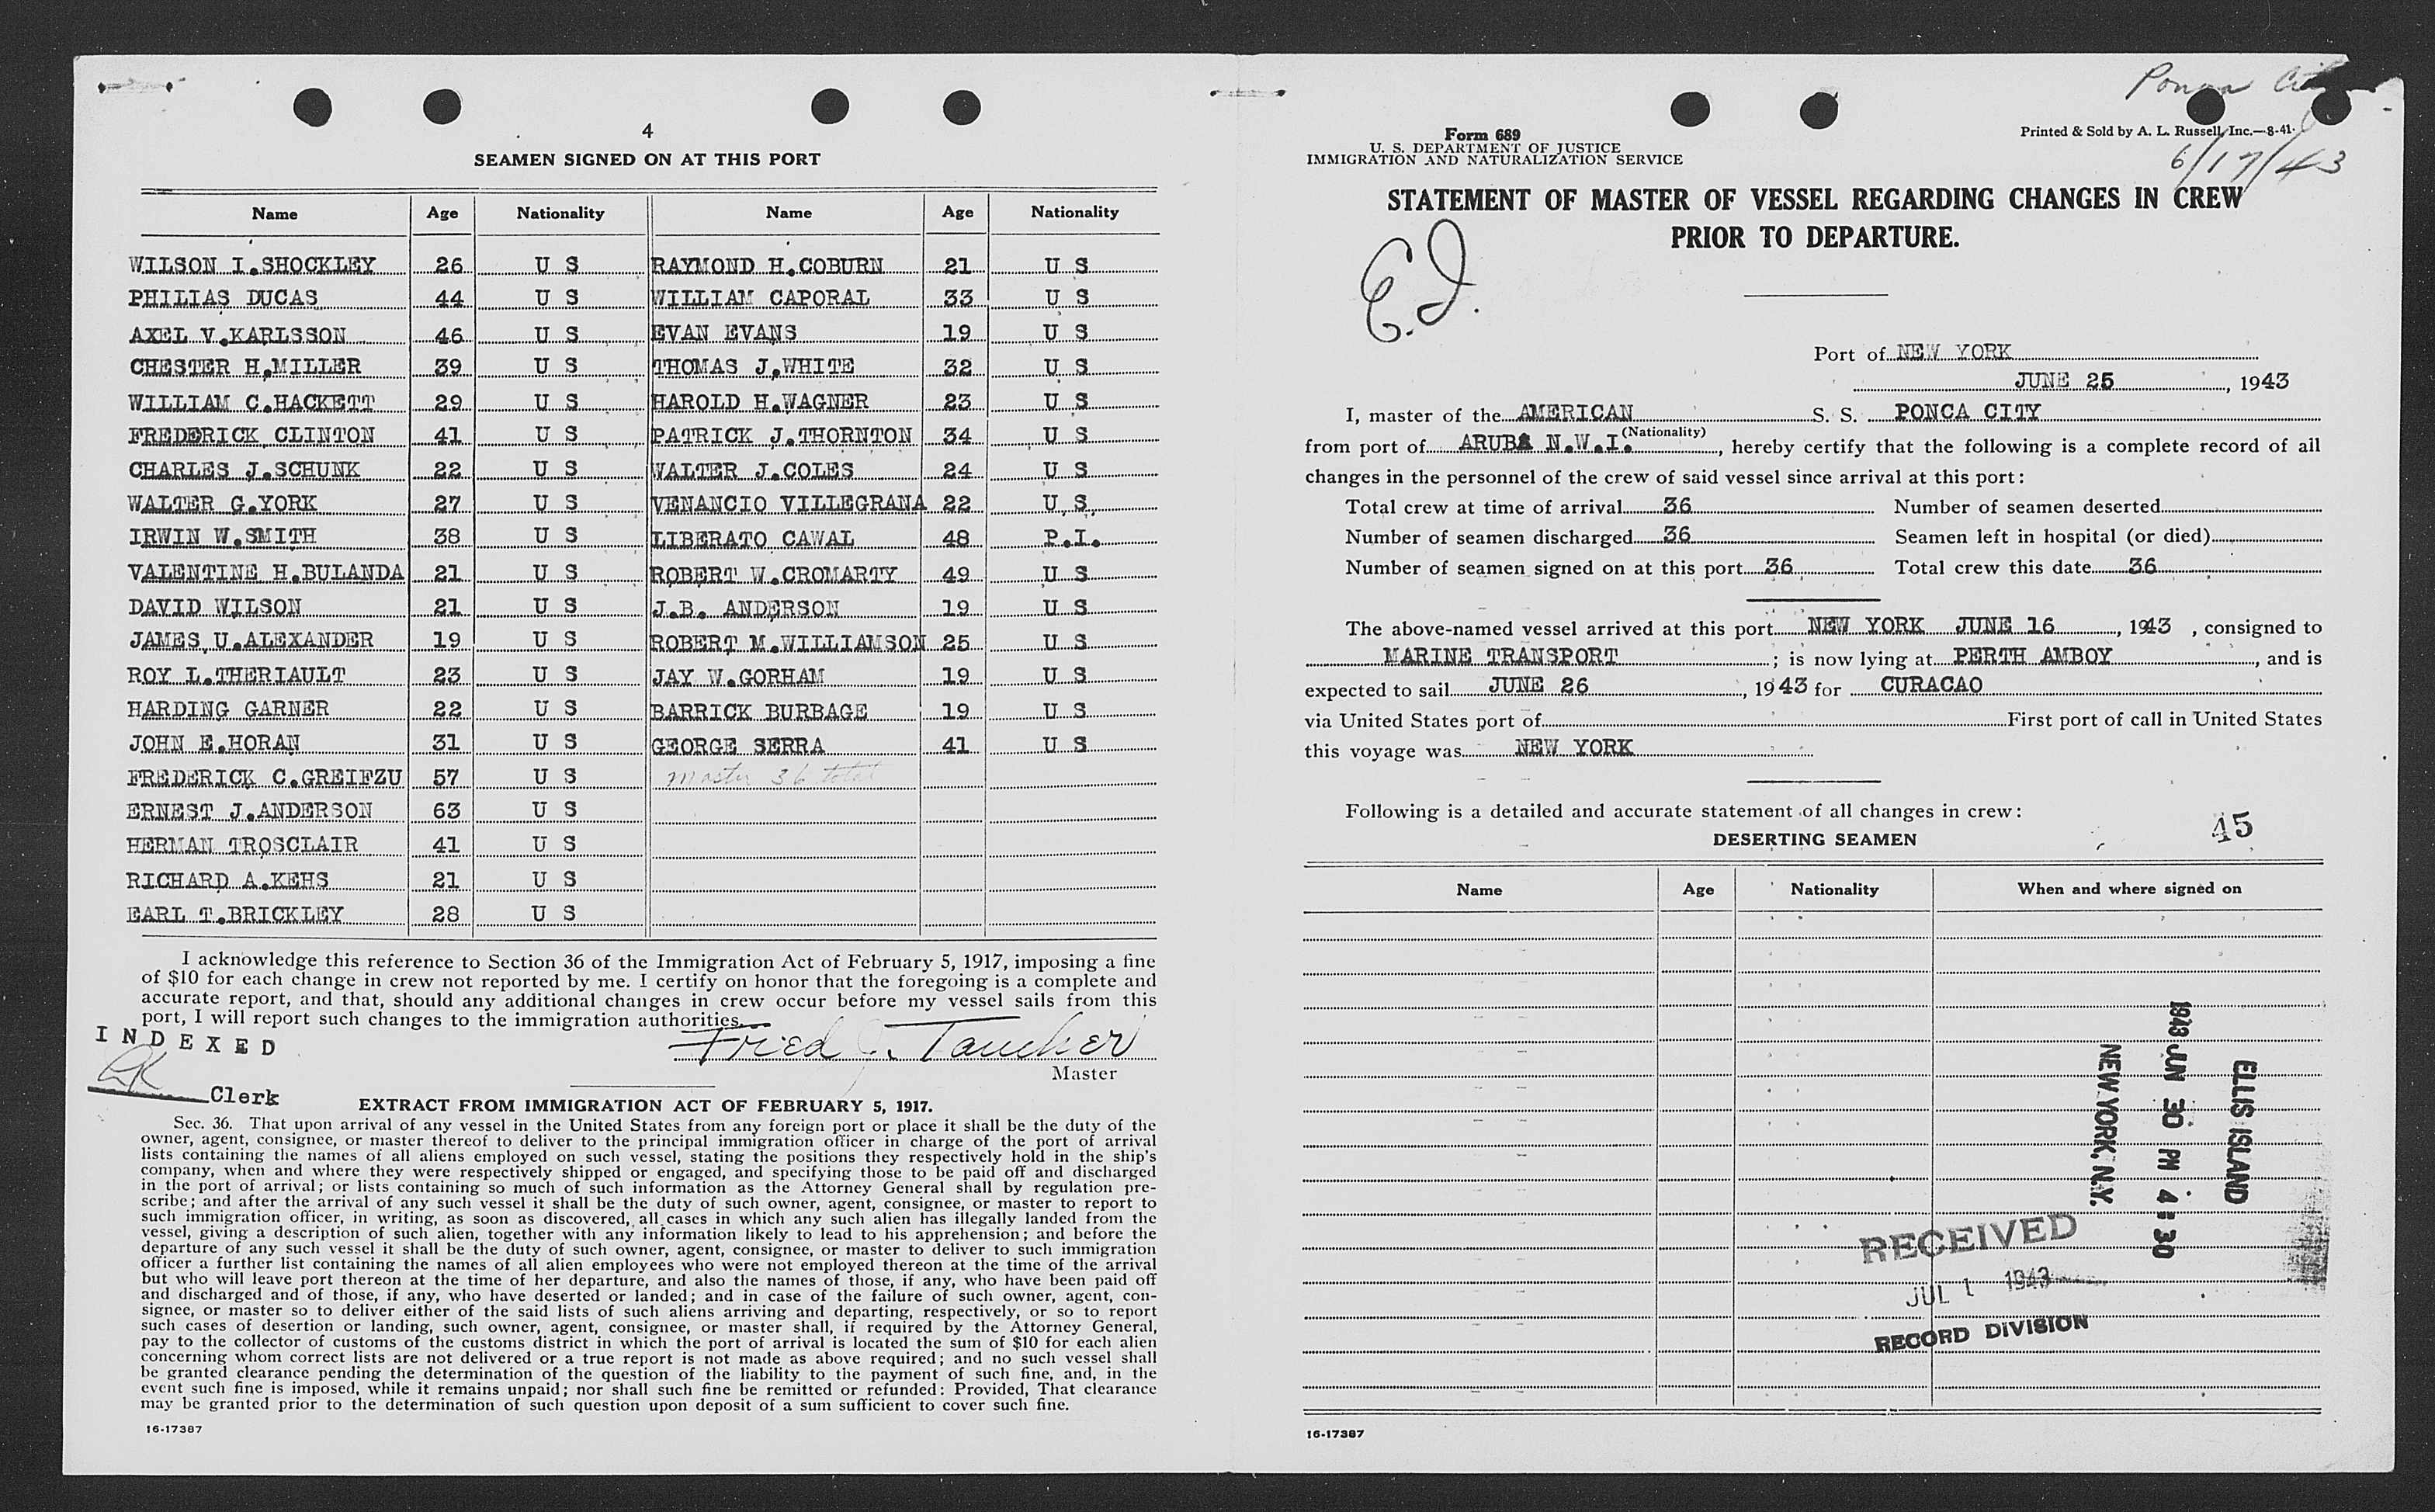 4
SEAMEN SIGNED ON AT THIS PORT
Name Age Nationality Name Age Nationality
WILSON I.SHOCKLEY 26 U S RAYMOND H.COBURN 21 U S
PHILIAS DUCAS 44 U S WILLIAM CAPORAL 33 U S
AXEL V.KARLSSON 46 U S EVAN EVANS 19 U S
CHESTER H.MILLER 39 U S THOMAS J.WHITE 32 U S
WILLIAM C.HACKETT 29 U S HAROLD H.WAGNER 23 U S
FREDERICK CLINTON 41 U S PATRICK J.THORNTON 34 U S
CHARLES J.SCHUNK 22 U S WALTER J.COLES 24 U S
WALTER G.YORK 27 U S VENANCIO VILLEGRANA 22 U.S.
IRWIN W.SMITH 38 U S LIBERATO CAWAL 48 P.I.
VALENTINE H.BULANDA 21 U S ROBERT W.CROMARTY 49 U S
DAVID WILSON 21 U S J.B. ANDERSON 19 U S
JAMES U.ALEXANDER 19 U S ROBERT M.WILLIAMSON 25 U S
ROY L.THERIAULT 23 U S JAY W.GORHAM 19 U S
HARDING GARNER 22 U S BARRICK BURBAGE 19 U S
JOHN E.HORAN 31 U S GEORGE SERRA 41 U S
FREDERICK C.GREIFZU 57 U S master 36 total
ERNEST J.ANDERSON 63 U S
HERMAN TROSCLAIR 41 U S
RICHARD A.KEHS 21 U S
EARL T.BRICKLEY 28 U S
I acknowledge this reference to Section 36 of the Immigration Act of February 5, 1917, imposing a fine
of $10 for each change in crew not reported by me. I certify on honor that the foregoing is a complete and
accurate report, and that, should any additional changes in crew occur before my vessel sails from this
port, I will report such changes to the immigration authorities.
INDEXED
Fried J. Taucher
Master
Clerk
EXTRACT FROM IMMIGRATION ACT OF FEBRUARY 5, 1917.
Sec. 36. That upon arrival of any vessel in the United States from any foreign port or place it shall be the duty of the
owner, agent, consignee, or master thereof to deliver to the principal immigration officer in charge of the port of arrival
lists containing the names of all aliens employed on such vessel, stating the positions they respectively hold in the ship's
company, when and where they were respectively shipped or engaged, and specifying those to be paid off and discharged
in the port of arrival; or lists containing so much of such information as the Attorney General shall by regulation pre-
scribe; and after the arrival of any such vessel it shall be the duty of such owner, agent, consignee, or master to report to
such immigration officer, in writing, as soon as discovered, all cases in which any such alien has illegally landed from the
vessel, giving a description of such alien, together with any information likely to lead to his apprehension; and before the
departure of any such vessel it shall be the duty of such owner, agent, consignee, or master to deliver to such immigration
officer a further list containing the names of all alien employees who were not employed thereon at the time of the arrival
but who will leave port thereon at the time of her departure, and also the names of those, if any, who have been paid off
and discharged and of those, if any, who have deserted or landed; and in case of the failure of such owner, agent, con-
signee, or master so to deliver either of the said lists of such aliens arriving and departing, respectively, or so to report
such cases of desertion or landing, such owner, agent, consignee, or master shall, if required by the Attorney General,
pay to the collector of customs of the customs district in which the port of arrival is located the sum of $10 for each alien
concerning whom correct lists are not delivered or a true report is not made as above required; and no such vessel shall
be granted clearance pending the determination of the question of the liability to the payment of such fine, and, in the
event such fine is imposed, while it remains unpaid; nor shall such fine be remitted or refunded: Provided, That clearance
may be granted prior to the determination of such question upon deposit of a sum sufficient to cover such fine.
16-17387
Ponca City
6/17/43
Form 689
U. S. DEPARTMENT OF JUSTICE
IMMIGRATION AND NATURALIZATION SERVICE
Printed & Sold by A. L. Russell, Inc.—8-41
STATEMENT OF MASTER OF VESSEL REGARDING CHANGES IN CREW
PRIOR TO DEPARTURE.
Port of NEW YORK
JUNE 25, 1943
I, master of the AMERICAN S. S. PONCA CITY
(Nationality)
from port of ARUBA N.W.I., hereby certify that the following is a complete record of all
changes in the personnel of the crew of said vessel since arrival at this port:
Total crew at time of arrival 36 Number of seamen deserted
Number of seamen discharged 36 Seamen left in hospital (or died)
Number of seamen signed on at this port 36 Total crew this date 36
The above-named vessel arrived at this port NEW YORK JUNE 16, 1943, consigned to
MARINE TRANSPORT; is now lying at PERTH AMBOY, and is
expected to sail JUNE 26, 1943 for CURACAO
via United States port of First port of call in United States
this voyage was NEW YORK
Following is a detailed and accurate statement of all changes in crew:
45
DESERTING SEAMEN
Name Age Nationality When and where signed on
ELLIS ISLAND
1943 JUN 30 PM 4:30
NEW YORK, N.Y.
RECEIVED
JUL 1 1943
RECORD DIVISION
16-17387